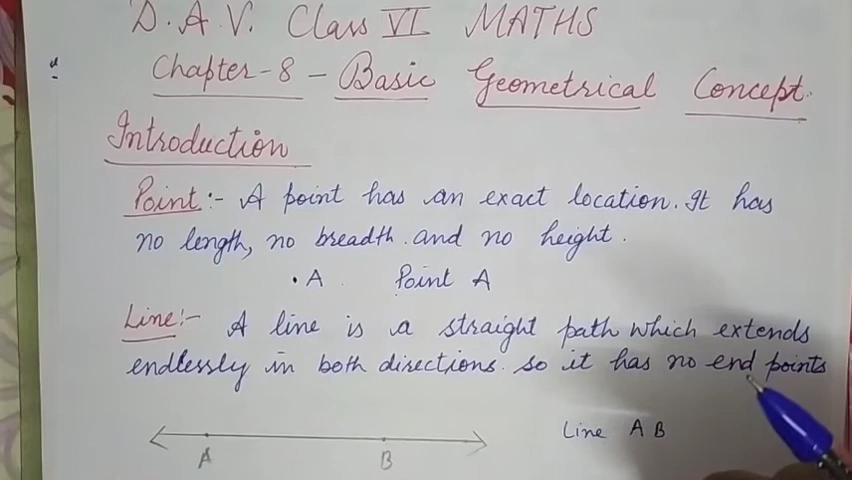 D. A. V. Class VI MATHS
Chapter-8 - Basic Geometrical Concept.
Introduction
Point :- A point has an exact location. It has
no length, no breadth and no height.
. A Point A
Line :- A line is a straight path which extends
endlessly in both directions. so it has no end points
Line A B
A B